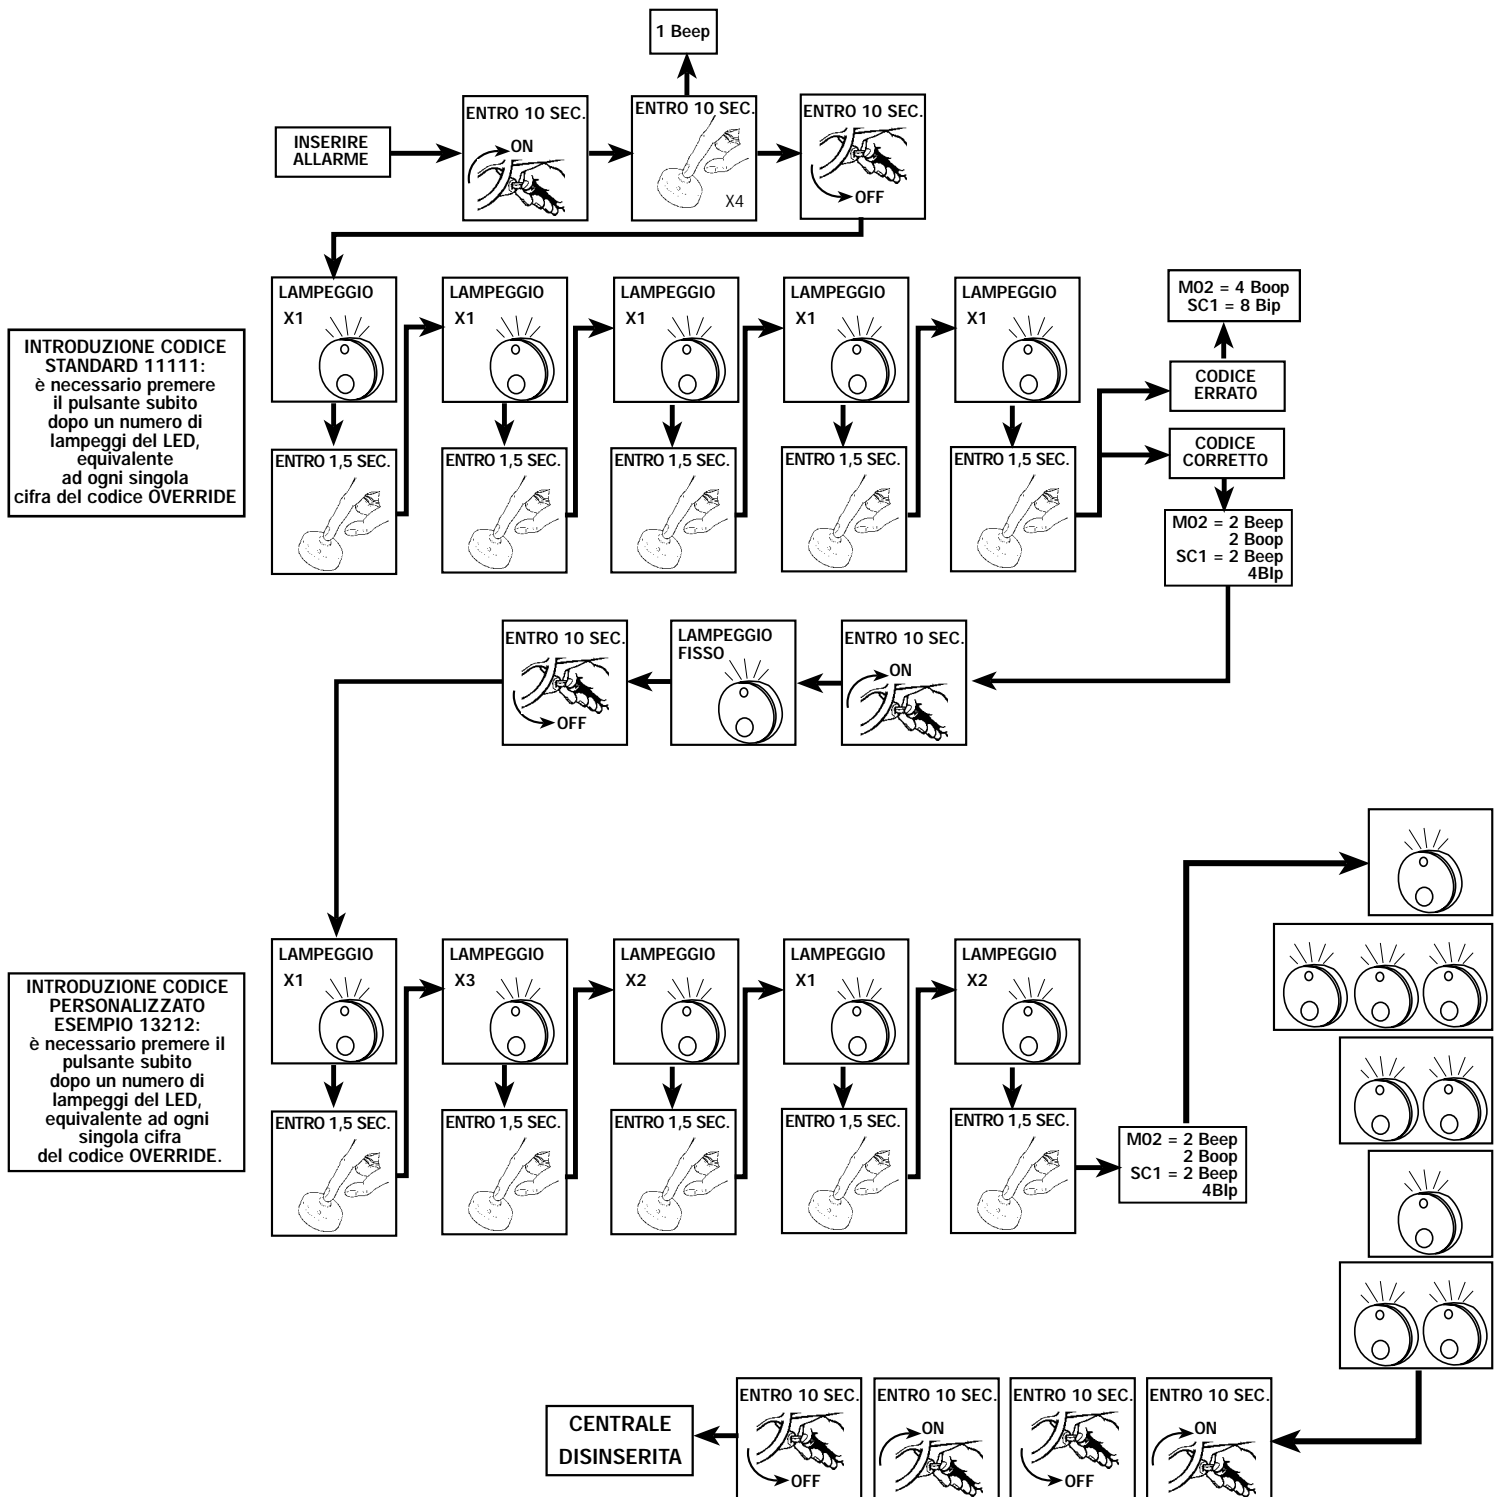 1 Beep
INSERIRE
ALLARME
ENTRO 10 SEC.
ON
ENTRO 10 SEC.
X4
ENTRO 10 SEC.
OFF
INTRODUZIONE CODICE
STANDARD 11111:
è necessario premere
il pulsante subito
dopo un numero di
lampeggi del LED,
equivalente
ad ogni singola
cifra del codice OVERRIDE
LAMPEGGIO
X1
LAMPEGGIO
X1
LAMPEGGIO
X1
LAMPEGGIO
X1
LAMPEGGIO
X1
ENTRO 1,5 SEC.
ENTRO 1,5 SEC.
ENTRO 1,5 SEC.
ENTRO 1,5 SEC.
ENTRO 1,5 SEC.
M02 = 4 Boop
SC1 = 8 Bip
CODICE
ERRATO
CODICE
CORRETTO
M02 = 2 Beep
2 Boop
SC1 = 2 Beep
4BIp
ENTRO 10 SEC.
OFF
LAMPEGGIO
FISSO
ENTRO 10 SEC.
ON
INTRODUZIONE CODICE
PERSONALIZZATO
ESEMPIO 13212:
è necessario premere il
pulsante subito
dopo un numero di
lampeggi del LED,
equivalente ad ogni
singola cifra
del codice OVERRIDE.
LAMPEGGIO
X1
LAMPEGGIO
X3
LAMPEGGIO
X2
LAMPEGGIO
X1
LAMPEGGIO
X2
ENTRO 1,5 SEC.
ENTRO 1,5 SEC.
ENTRO 1,5 SEC.
ENTRO 1,5 SEC.
ENTRO 1,5 SEC.
M02 = 2 Beep
2 Boop
SC1 = 2 Beep
4BIp
CENTRALE
DISINSERITA
ENTRO 10 SEC.
OFF
ENTRO 10 SEC.
ON
ENTRO 10 SEC.
OFF
ENTRO 10 SEC.
ON